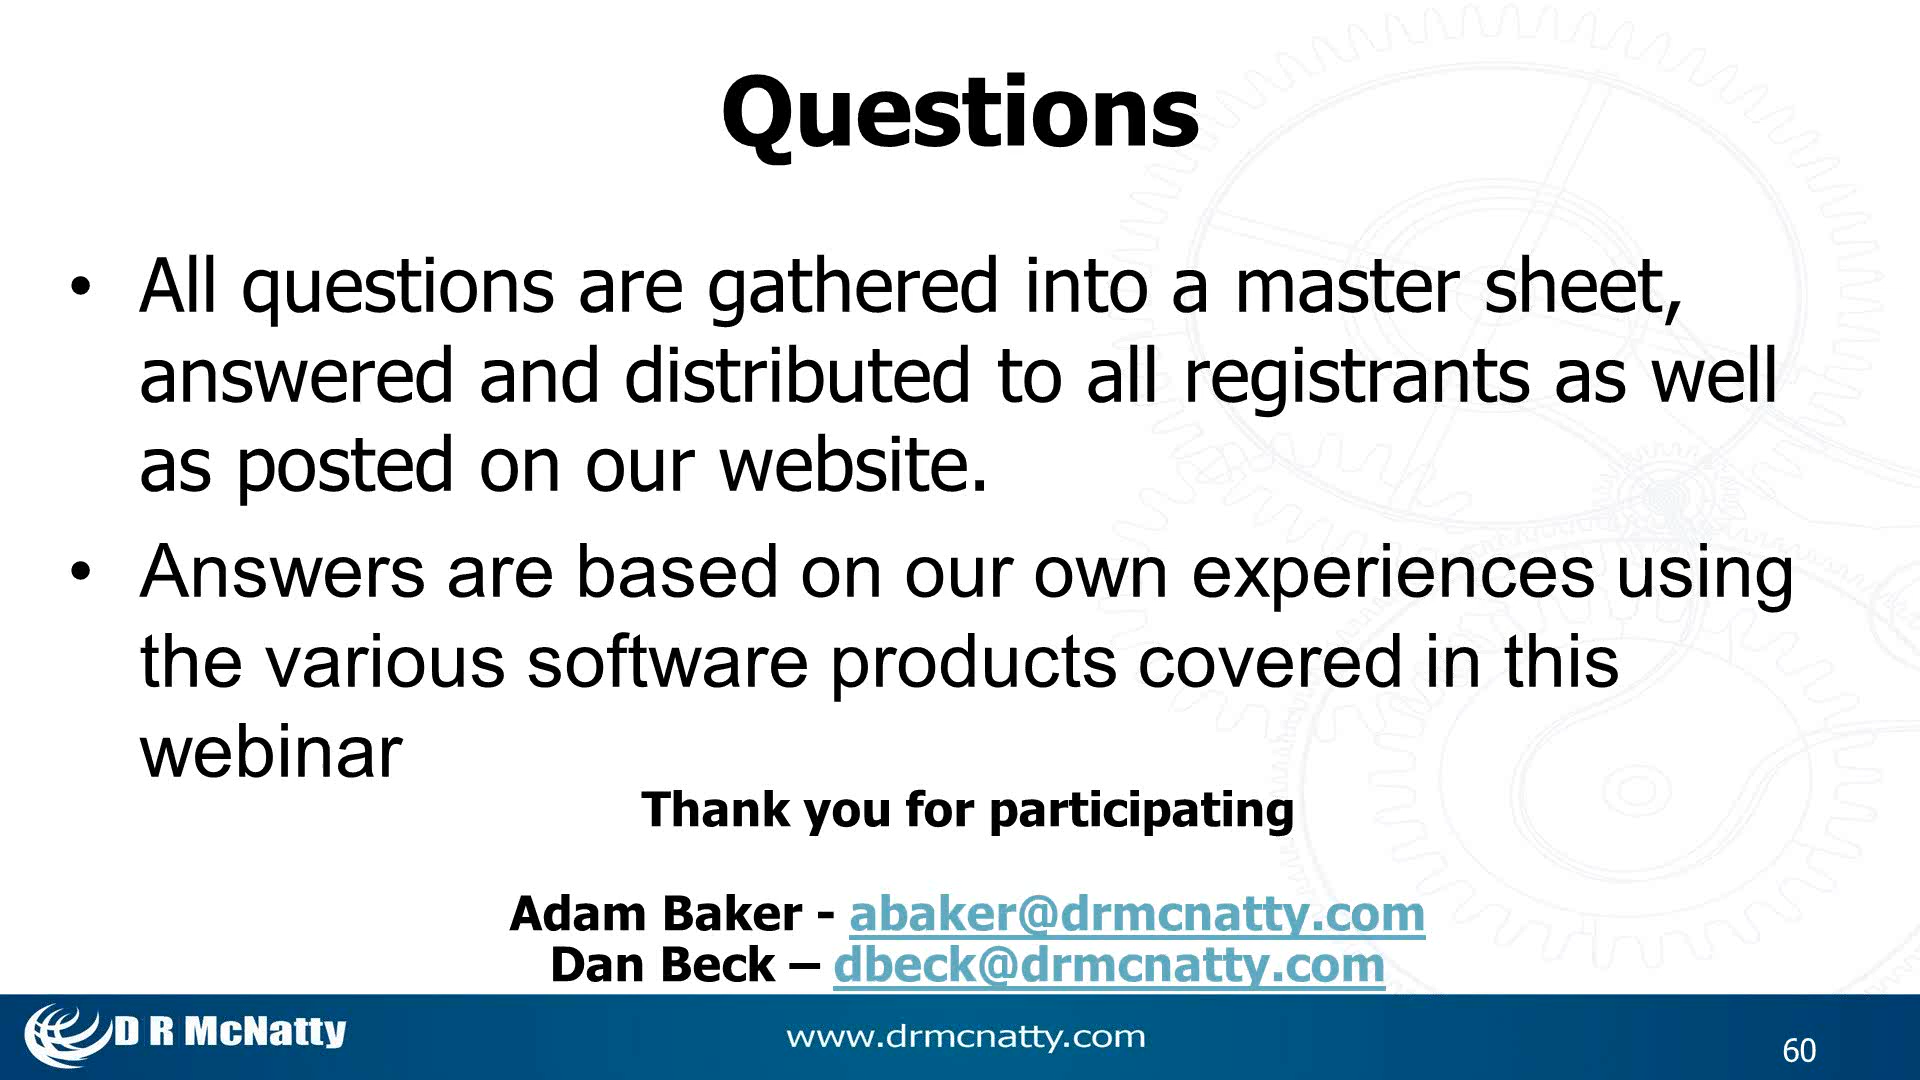 Questions
• All questions are gathered into a master sheet,
answered and distributed to all registrants as well
as posted on our website.
• Answers are based on our own experiences using
the various software products covered in this
webinar
Thank you for participating
Adam Baker - abaker@drmcnatty.com
Dan Beck – dbeck@drmcnatty.com
D R McNatty
www.drmcnatty.com
60